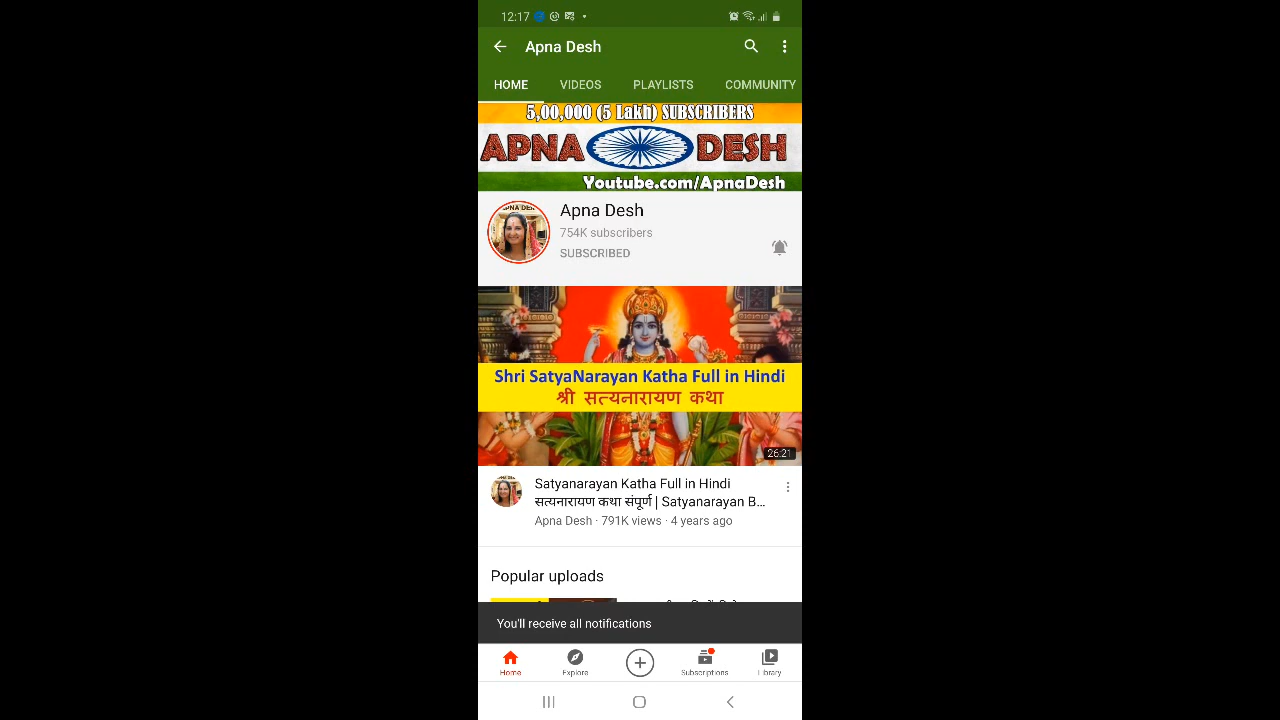 12:17
Apna Desh
HOME VIDEOS PLAYLISTS COMMUNITY
5,00,000 (5 Lakh) SUBSCRIBERS
APNA DESH
Youtube.com/ApnaDesh
Apna Desh
754K subscribers
SUBSCRIBED
Shri SatyaNarayan Katha Full in Hindi
श्री सत्यनारायण कथा
26:21
Satyanarayan Katha Full in Hindi
सत्यनारायण कथा संपूर्ण | Satyanarayan B...
Apna Desh · 791K views · 4 years ago
Popular uploads
You'll receive all notifications
Home Explore Subscriptions Library